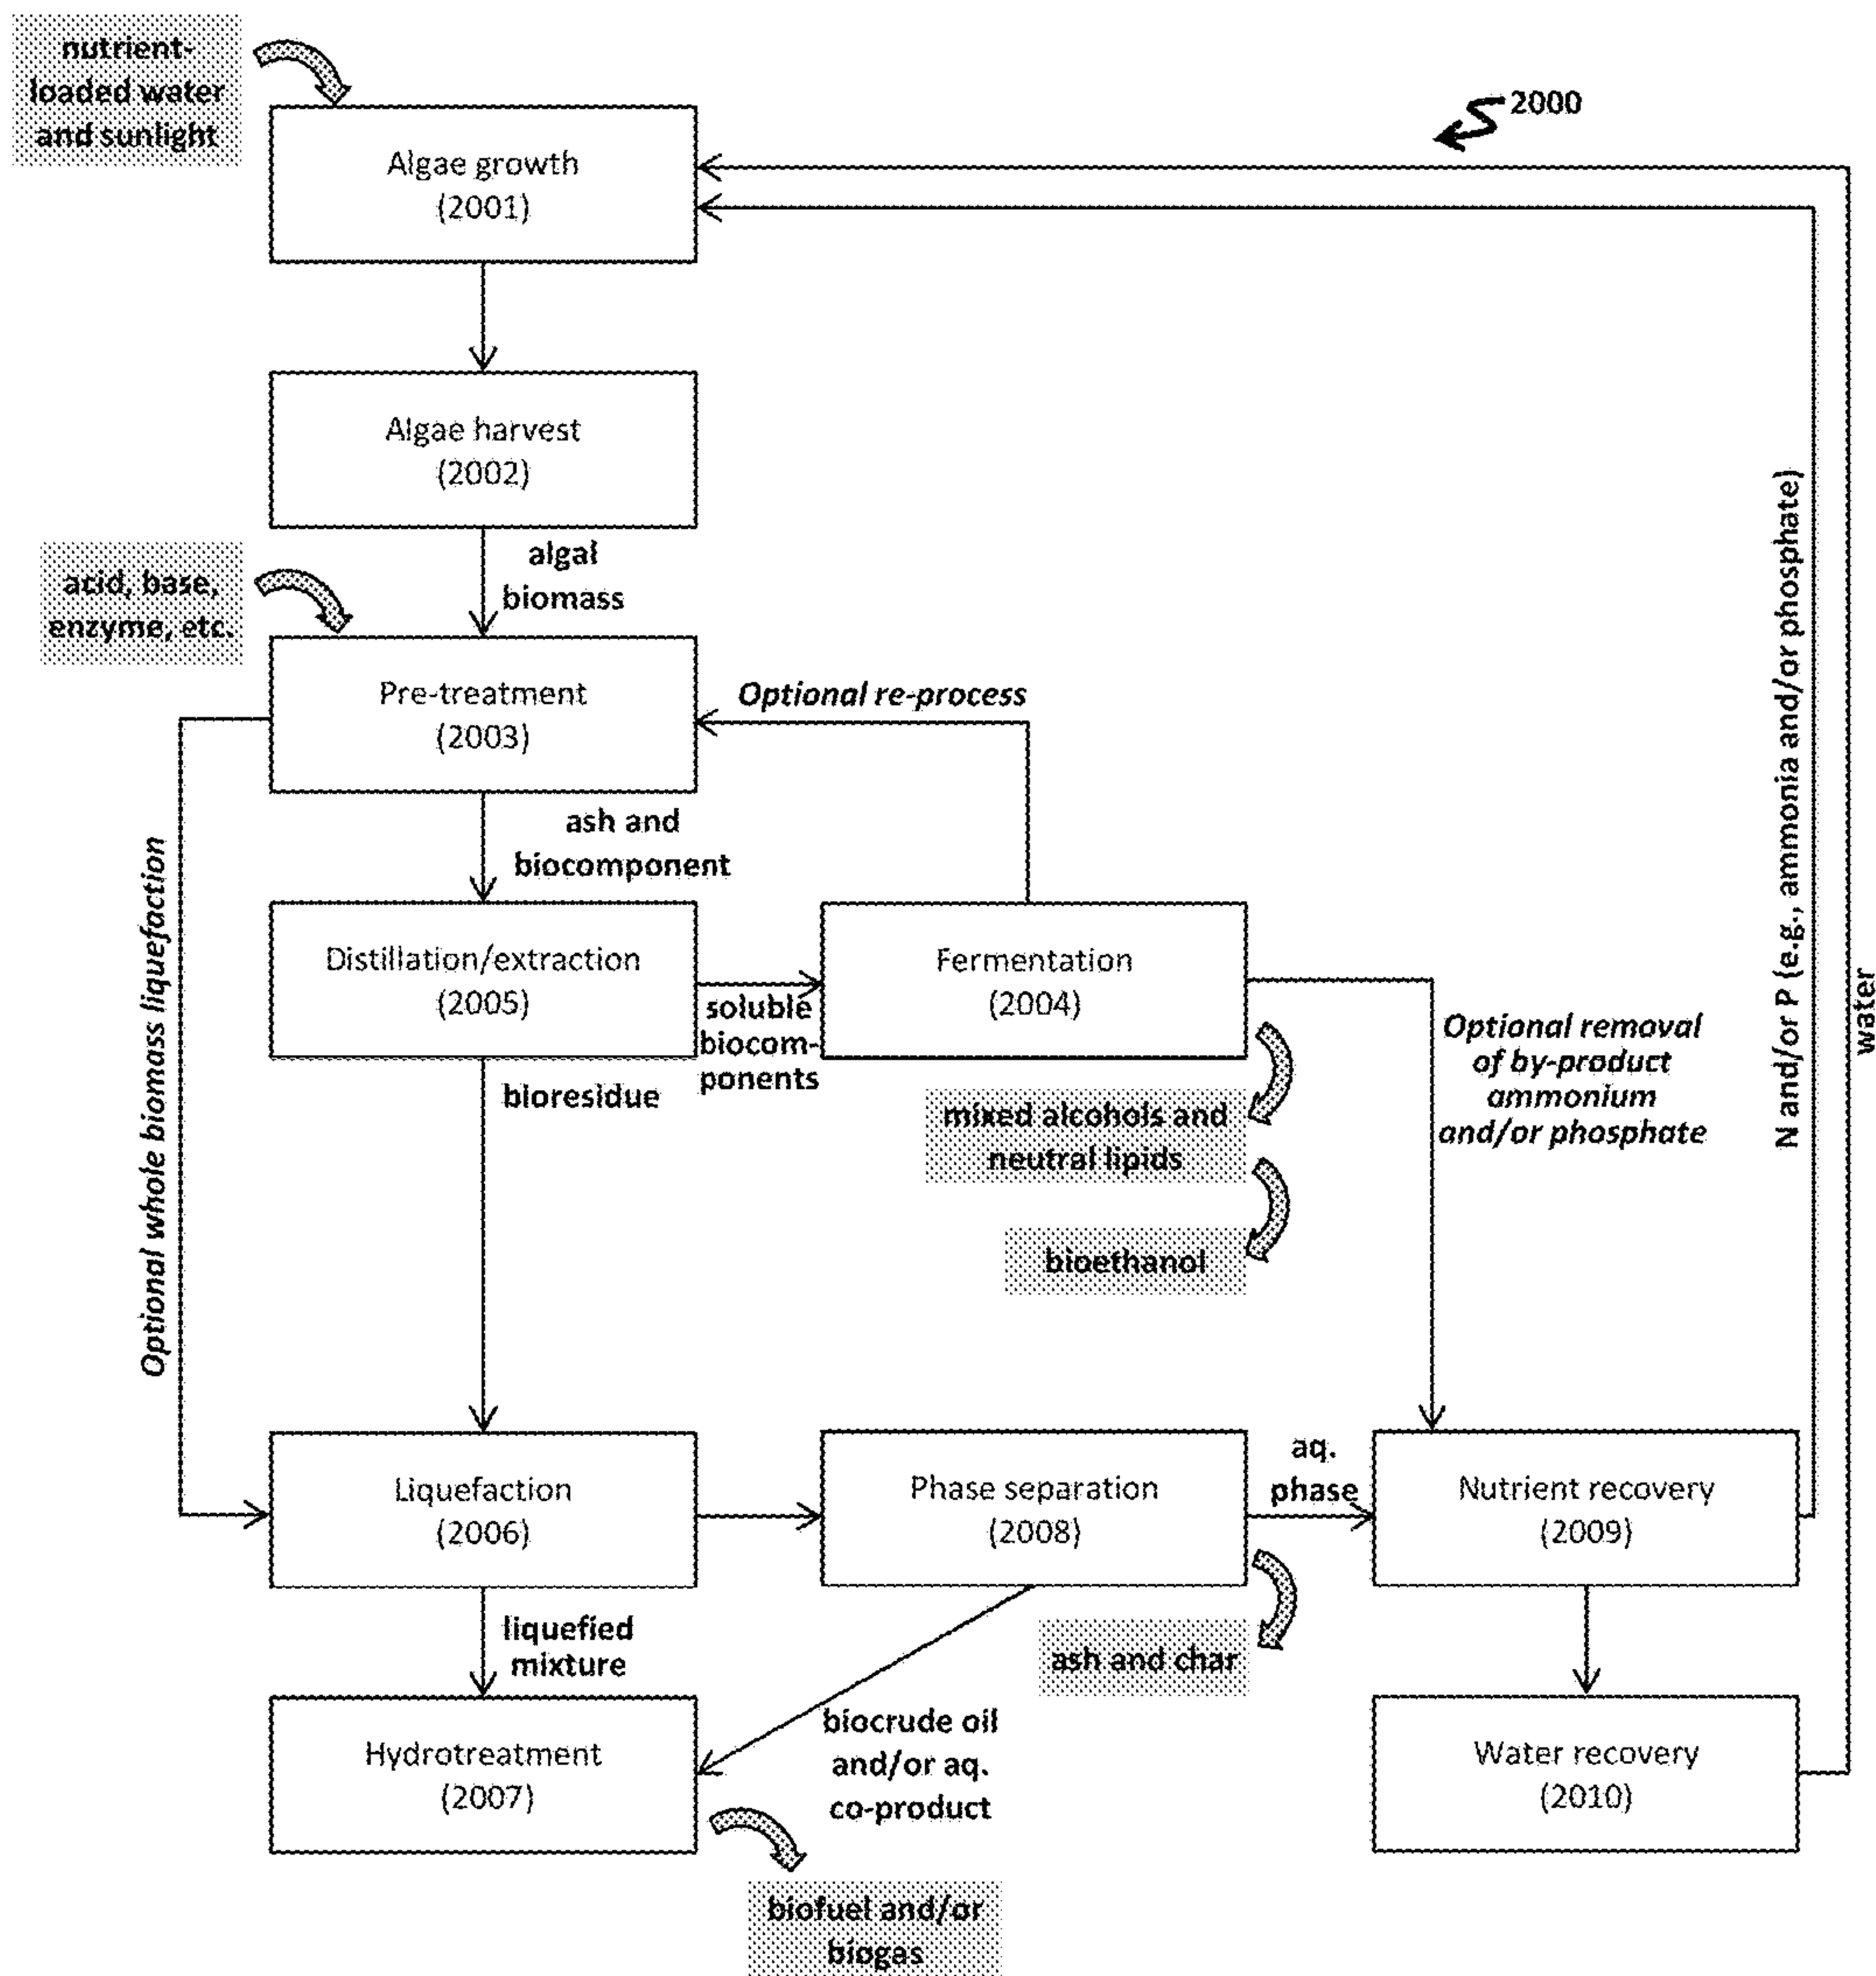 nutrient-
loaded water
and sunlight
2000
Algae growth
(2001)
Algae harvest
(2002)
algal
biomass
acid, base,
enzyme, etc.
Pre-treatment
(2003)
Optional re-process
ash and
biocomponent
Optional whole biomass liquefaction
Distillation/extraction
(2005)
soluble
biocom-
ponents
Fermentation
(2004)
mixed alcohols and
neutral lipids
bioethanol
Optional removal
of by-product
ammonium
and/or phosphate
N and/or P (e.g., ammonia and/or phosphate)
water
bioresidue
Liquefaction
(2006)
Phase separation
(2008)
aq.
phase
Nutrient recovery
(2009)
liquefied
mixture
ash and char
Hydrotreatment
(2007)
biocrude oil
and/or aq.
co-product
Water recovery
(2010)
biofuel and/or
biogas